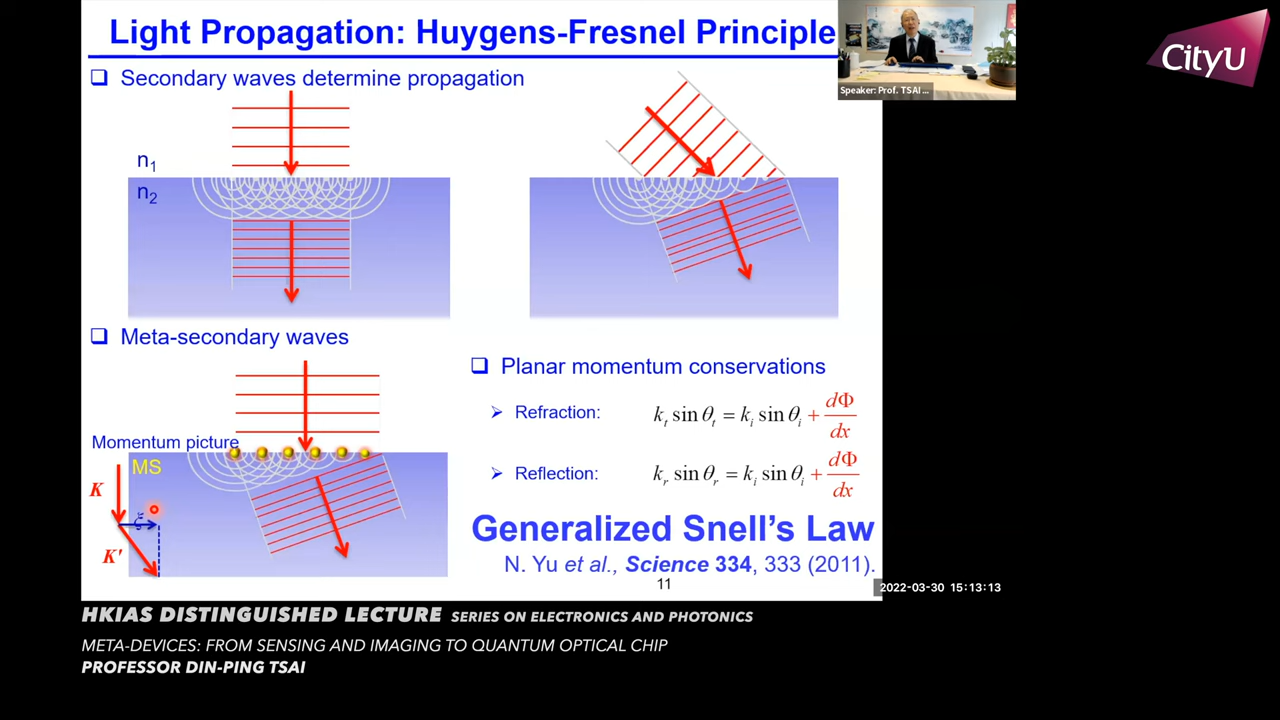 Light Propagation: Huygens-Fresnel Principle
❑ Secondary waves determine propagation
n₁
n₂
❑ Meta-secondary waves
Momentum picture
MS
K
ξ
K'
❑ Planar momentum conservations
➢ Refraction: kₜ sin θₜ = kᵢ sin θᵢ + dΦ/dx
➢ Reflection: kᵣ sin θᵣ = kᵢ sin θᵢ + dΦ/dx
Generalized Snell's Law
N. Yu et al., Science 334, 333 (2011).
11
Speaker: Prof. TSAI ...
CityU
2022-03-30 15:13:13
HKIAS DISTINGUISHED LECTURE SERIES ON ELECTRONICS AND PHOTONICS
META-DEVICES: FROM SENSING AND IMAGING TO QUANTUM OPTICAL CHIP
PROFESSOR DIN-PING TSAI